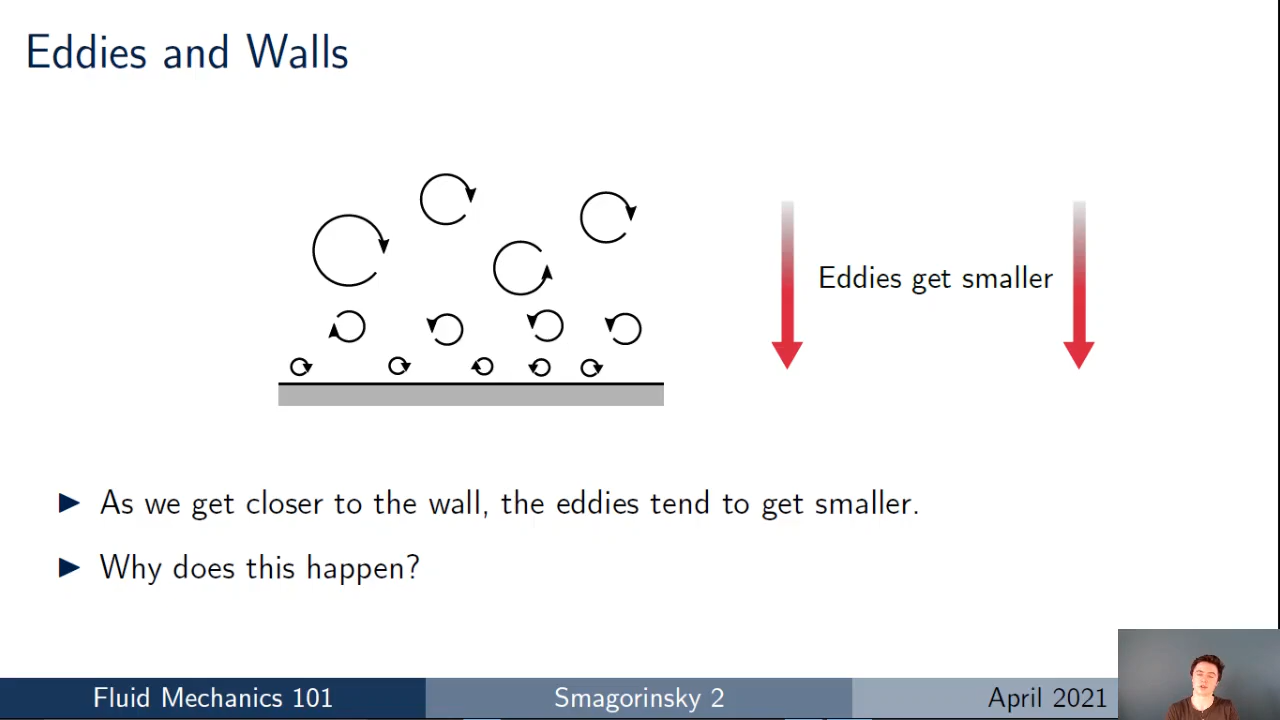 Eddies and Walls
Eddies get smaller
As we get closer to the wall, the eddies tend to get smaller.
Why does this happen?
Fluid Mechanics 101
Smagorinsky 2
April 2021